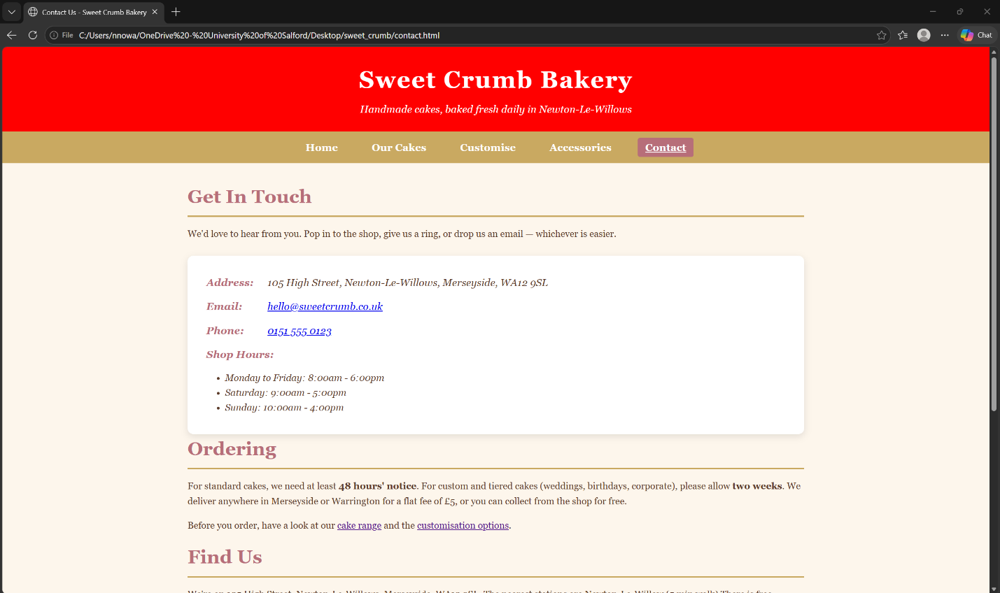 Contact Us - Sweet Crumb Bakery
File C:/Users/nnowa/OneDrive%20-%20University%20of%20Salford/Desktop/sweet_crumb/contact.html
Chat
Sweet Crumb Bakery
Handmade cakes, baked fresh daily in Newton-Le-Willows
Home Our Cakes Customise Accessories Contact
Get In Touch
We'd love to hear from you. Pop in to the shop, give us a ring, or drop us an email — whichever is easier.
Address: 105 High Street, Newton-Le-Willows, Merseyside, WA12 9SL
Email: hello@sweetcrumb.co.uk
Phone: 0151 555 0123
Shop Hours:
• Monday to Friday: 8:00am - 6:00pm
• Saturday: 9:00am - 5:00pm
• Sunday: 10:00am - 4:00pm
Ordering
For standard cakes, we need at least 48 hours' notice. For custom and tiered cakes (weddings, birthdays, corporate), please allow two weeks. We
deliver anywhere in Merseyside or Warrington for a flat fee of £5, or you can collect from the shop for free.
Before you order, have a look at our cake range and the customisation options.
Find Us